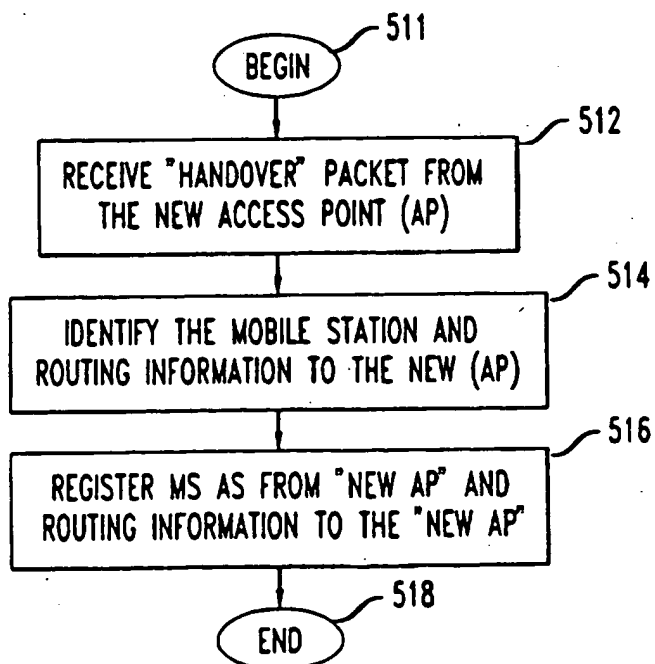 511
BEGIN
512
RECEIVE "HANDOVER" PACKET FROM
THE NEW ACCESS POINT (AP)
514
IDENTIFY THE MOBILE STATION AND
ROUTING INFORMATION TO THE NEW (AP)
516
REGISTER MS AS FROM "NEW AP" AND
ROUTING INFORMATION TO THE "NEW AP"
518
END